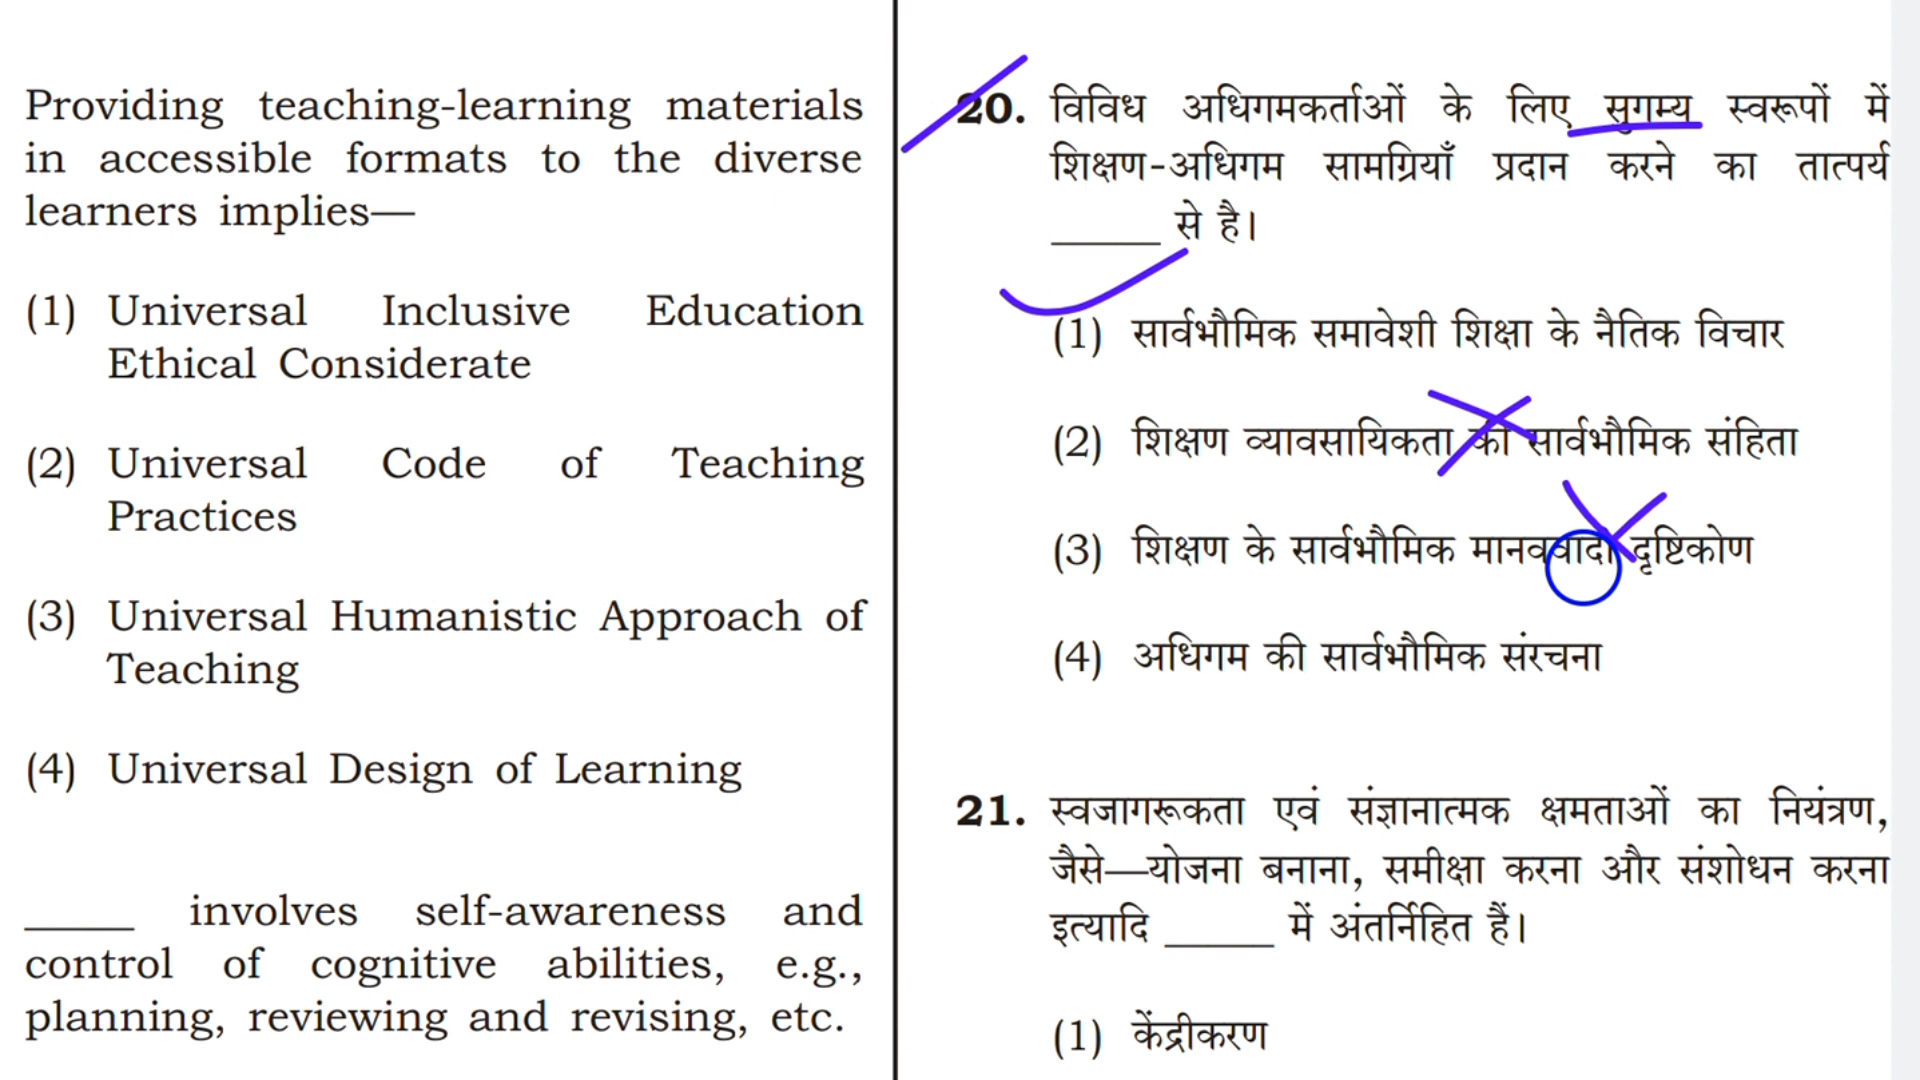 Providing teaching-learning materials
in accessible formats to the diverse
learners implies—
(1) Universal Inclusive Education
Ethical Considerate
(2) Universal Code of Teaching
Practices
(3) Universal Humanistic Approach of
Teaching
(4) Universal Design of Learning
_____ involves self-awareness and
control of cognitive abilities, e.g.,
planning, reviewing and revising, etc.
20. विविध अधिगमकर्ताओं के लिए सुगम्य स्वरूपों में
शिक्षण-अधिगम सामग्रियाँ प्रदान करने का तात्पर्य
_____ से है।
(1) सार्वभौमिक समावेशी शिक्षा के नैतिक विचार
(2) शिक्षण व्यावसायिकता की सार्वभौमिक संहिता
(3) शिक्षण के सार्वभौमिक मानववादी दृष्टिकोण
(4) अधिगम की सार्वभौमिक संरचना
21. स्वजागरूकता एवं संज्ञानात्मक क्षमताओं का नियंत्रण,
जैसे—योजना बनाना, समीक्षा करना और संशोधन करना
इत्यादि _____ में अंतर्निहित हैं।
(1) केंद्रीकरण